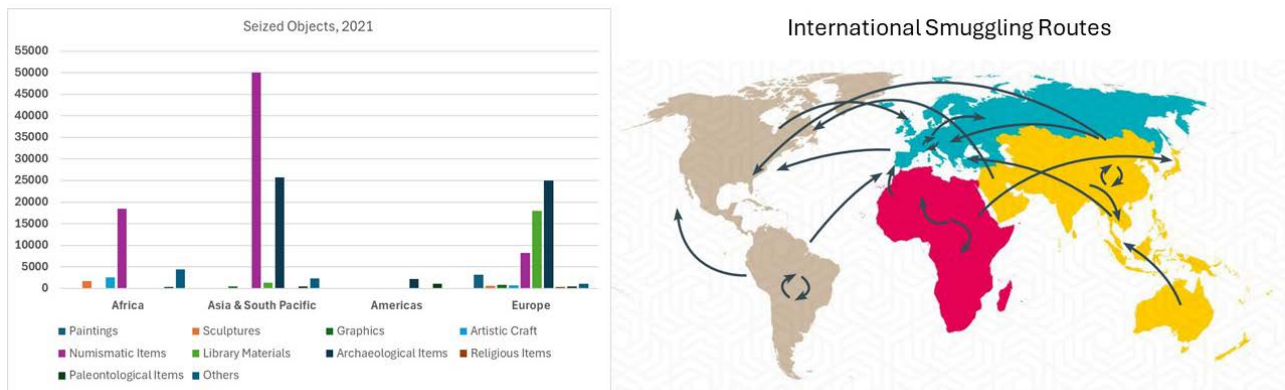 Seized Objects, 2021
55000
50000
45000
40000
35000
30000
25000
20000
15000
10000
5000
0
Africa Asia & South Pacific Americas Europe
Paintings Sculptures Graphics Artistic Craft
Numismatic Items Library Materials Archaeological Items Religious Items
Paleontological Items Others
International Smuggling Routes